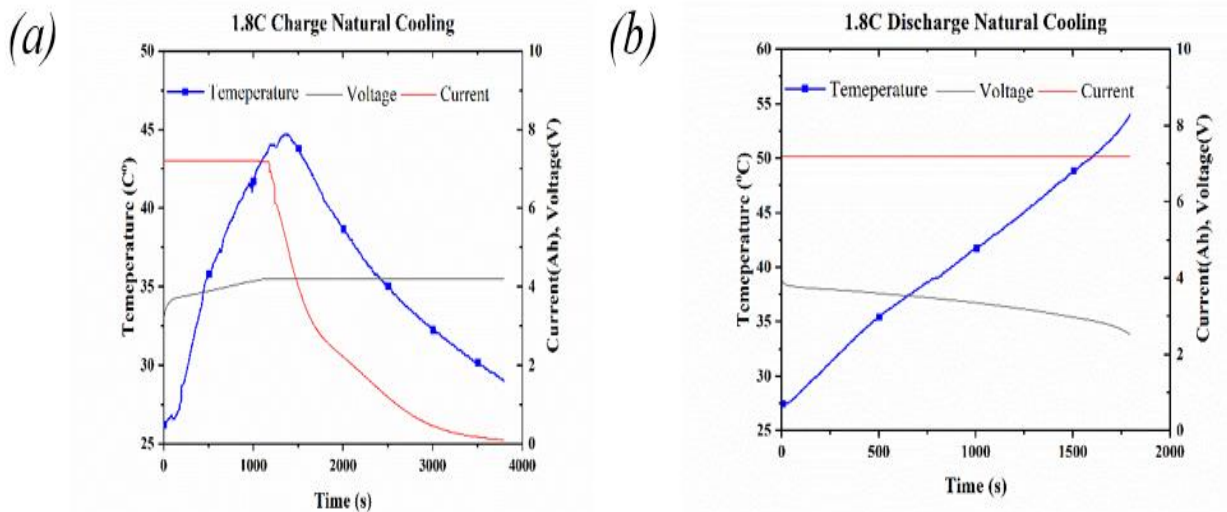 (a)
1.8C Charge Natural Cooling
Temeperature Voltage Current
Temeperature (C°)
50
45
40
35
30
25
Current(Ah), Voltage(V)
10
8
6
4
2
0
0 1000 2000 3000 4000
Time (s)
(b)
1.8C Discharge Natural Cooling
Temeperature Voltage Current
Temeperature (°C)
60
55
50
45
40
35
30
25
Current(Ah), Voltage(V)
10
8
6
4
2
0
0 500 1000 1500 2000
Time (s)